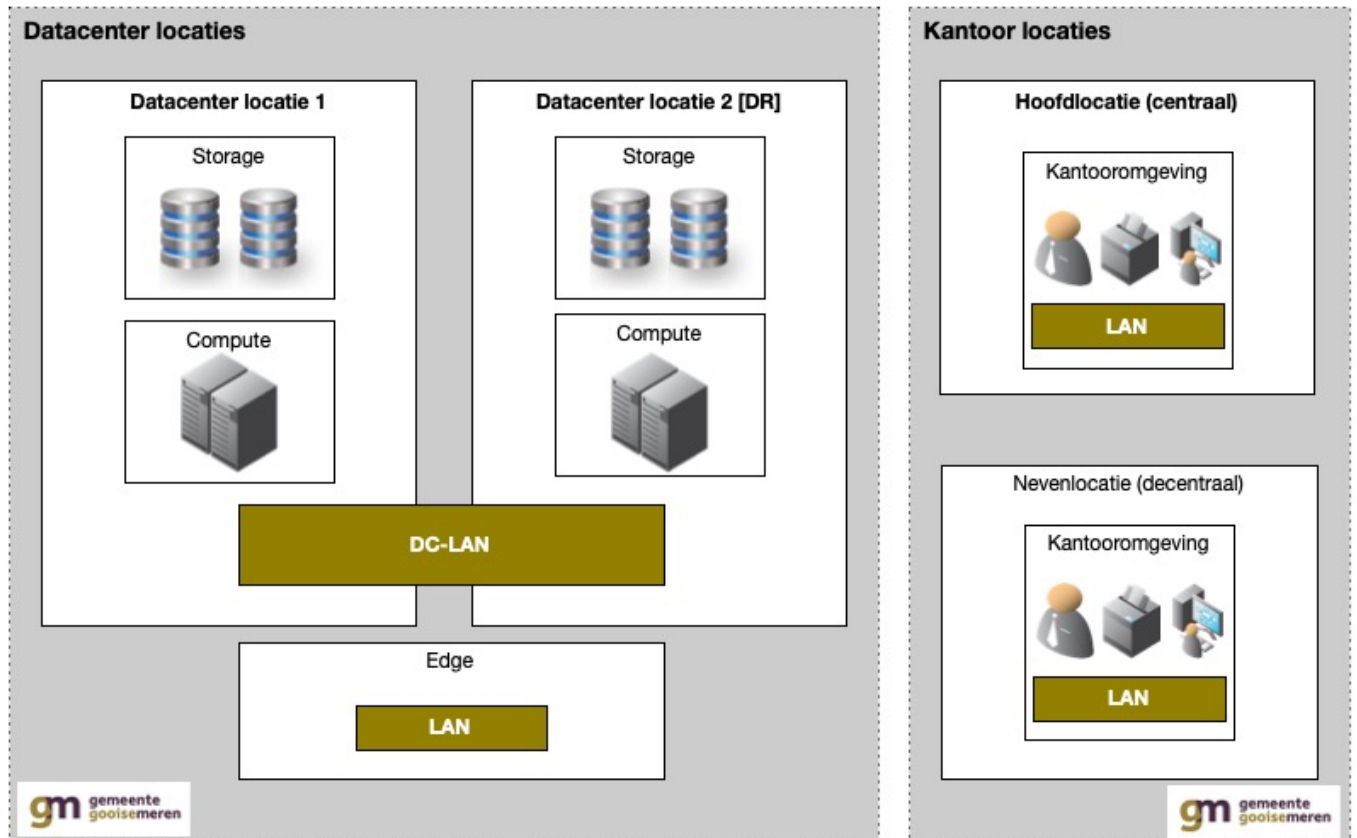 Datacenter locaties
Datacenter locatie 1
Storage
Compute
Datacenter locatie 2 [DR]
Storage
Compute
DC-LAN
Edge
LAN
gm gemeente
gooisemeren
Kantoor locaties
Hoofdlocatie (centraal)
Kantooromgeving
LAN
Nevenlocatie (decentraal)
Kantooromgeving
LAN
gm gemeente
gooisemeren